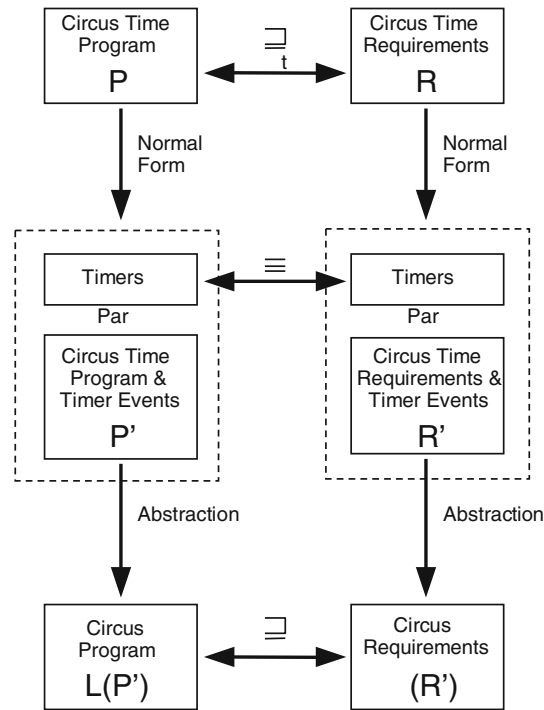 Circus Time
Program
P
⊒
t
Circus Time
Requirements
R
Normal
Form
Normal
Form
Timers
≡
Timers
Par
Par
Circus Time
Program &
Timer Events
P'
Circus Time
Requirements &
Timer Events
R'
Abstraction
Abstraction
Circus
Program
L(P')
⊒
Circus
Requirements
(R')